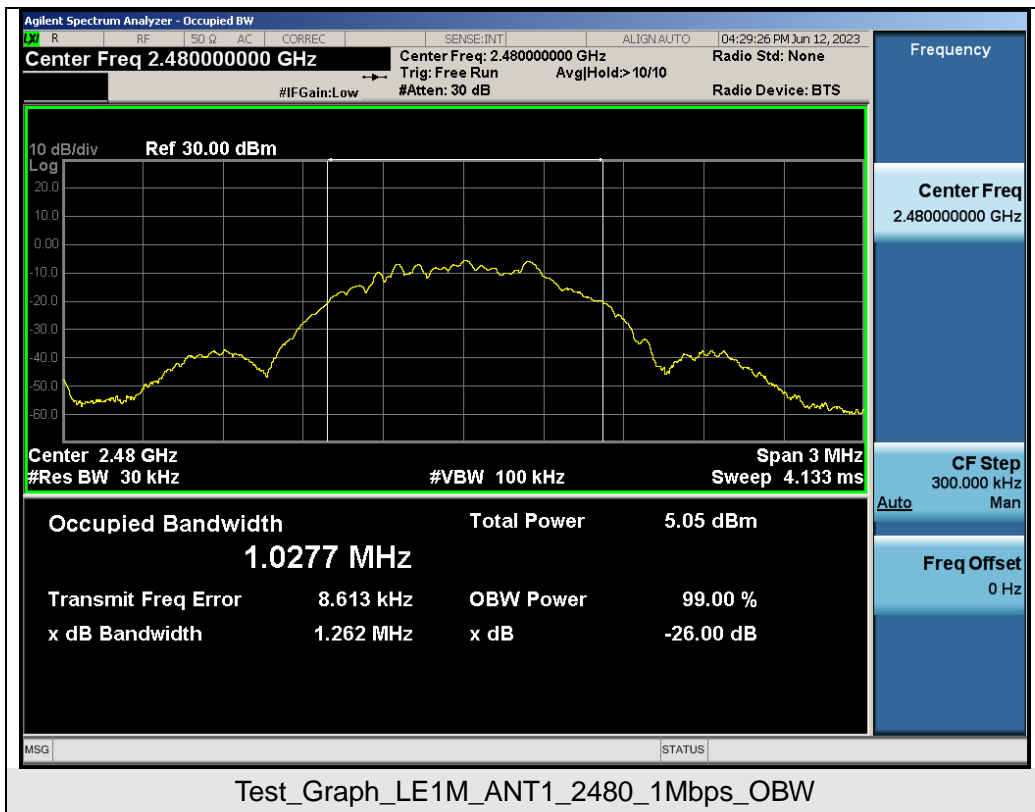 Agilent Spectrum Analyzer - Occupied BW
LXI R RF 50 Ω AC CORREC SENSE:INT ALIGN AUTO 04:29:26 PM Jun 12, 2023
Center Freq 2.480000000 GHz
Center Freq: 2.480000000 GHz
Radio Std: None
Trig: Free Run Avg|Hold:>10/10
#IFGain:Low
#Atten: 30 dB
Radio Device: BTS
10 dB/div Ref 30.00 dBm
Log
20.0
10.0
0.00
-10.0
-20.0
-30.0
-40.0
-50.0
-60.0
Center 2.48 GHz Span 3 MHz
#Res BW 30 kHz #VBW 100 kHz Sweep 4.133 ms
Occupied Bandwidth Total Power 5.05 dBm
1.0277 MHz
Transmit Freq Error 8.613 kHz OBW Power 99.00 %
x dB Bandwidth 1.262 MHz x dB -26.00 dB
MSG STATUS
Frequency
Center Freq
2.480000000 GHz
CF Step
300.000 kHz
Auto Man
Freq Offset
0 Hz
Test_Graph_LE1M_ANT1_2480_1Mbps_OBW